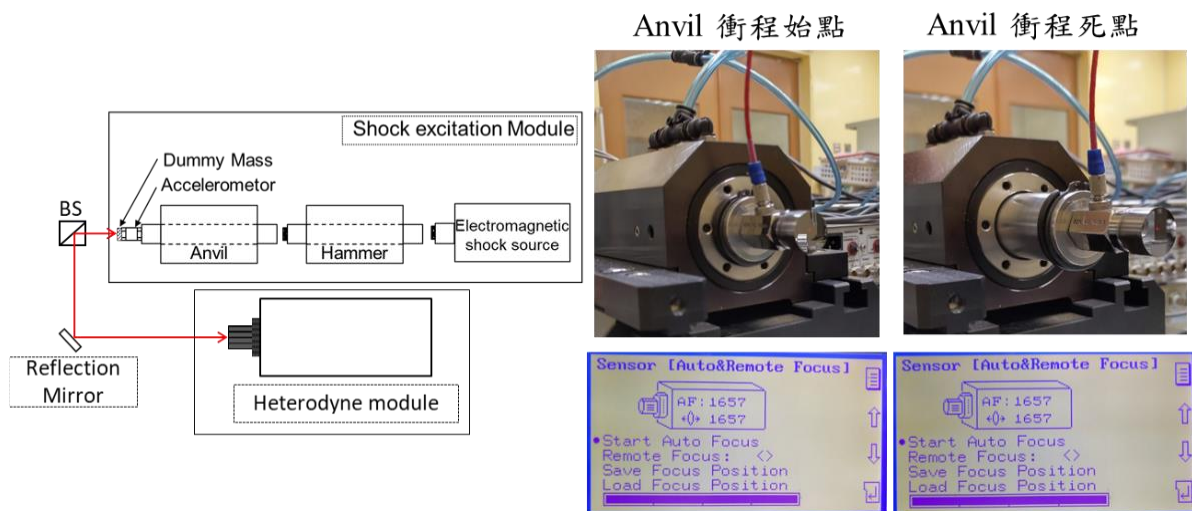 Anvil 衝程始點
Anvil 衝程死點
Shock excitation Module
Dummy Mass
Accelerometor
BS
Anvil
Hammer
Electromagnetic
shock source
Reflection
Mirror
Heterodyne module
Sensor [Auto&Remote Focus]
AF:1657
1657
Start Auto Focus
Remote Focus: <>
Save Focus Position
Load Focus Position
Sensor [Auto&Remote Focus]
AF:1657
1657
Start Auto Focus
Remote Focus: <>
Save Focus Position
Load Focus Position